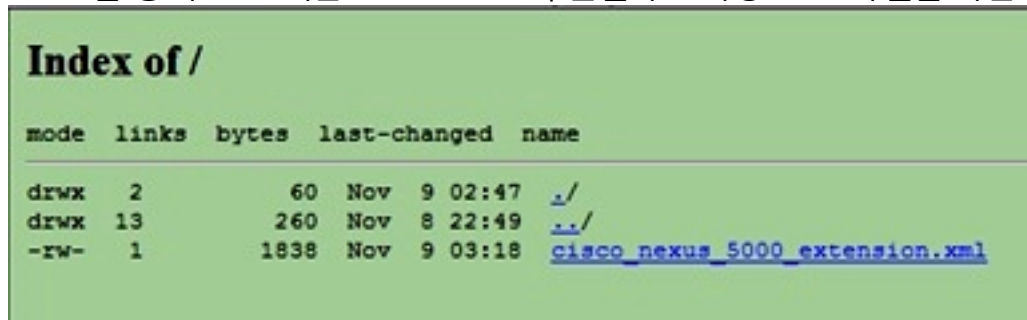 Index of /
mode links bytes last-changed name
drwx 2 60 Nov 9 02:47 ./
drwx 13 260 Nov 8 22:49 ../
-rw- 1 1838 Nov 9 03:18 cisco_nexus_5000_extension.xml